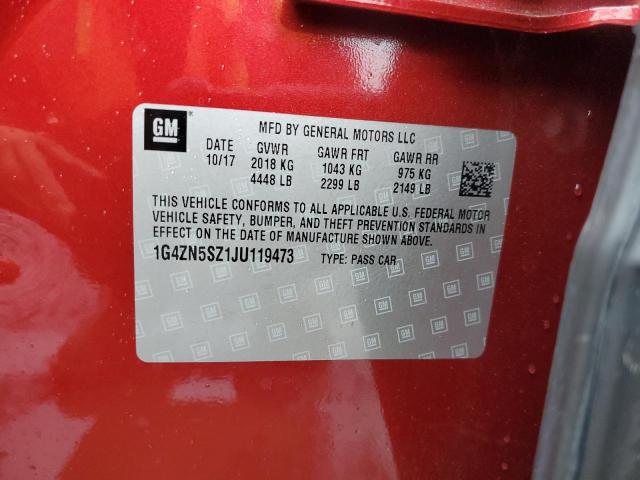 GM
MFD BY GENERAL MOTORS LLC
DATE GVWR GAWR FRT GAWR RR
10/17 2018 KG 1043 KG 975 KG
4448 LB 2299 LB 2149 LB
THIS VEHICLE CONFORMS TO ALL APPLICABLE U.S. FEDERAL MOTOR
VEHICLE SAFETY, BUMPER, AND THEFT PREVENTION STANDARDS IN
EFFECT ON THE DATE OF MANUFACTURE SHOWN ABOVE.
1G4ZN5SZ1JU119473 TYPE: PASS CAR